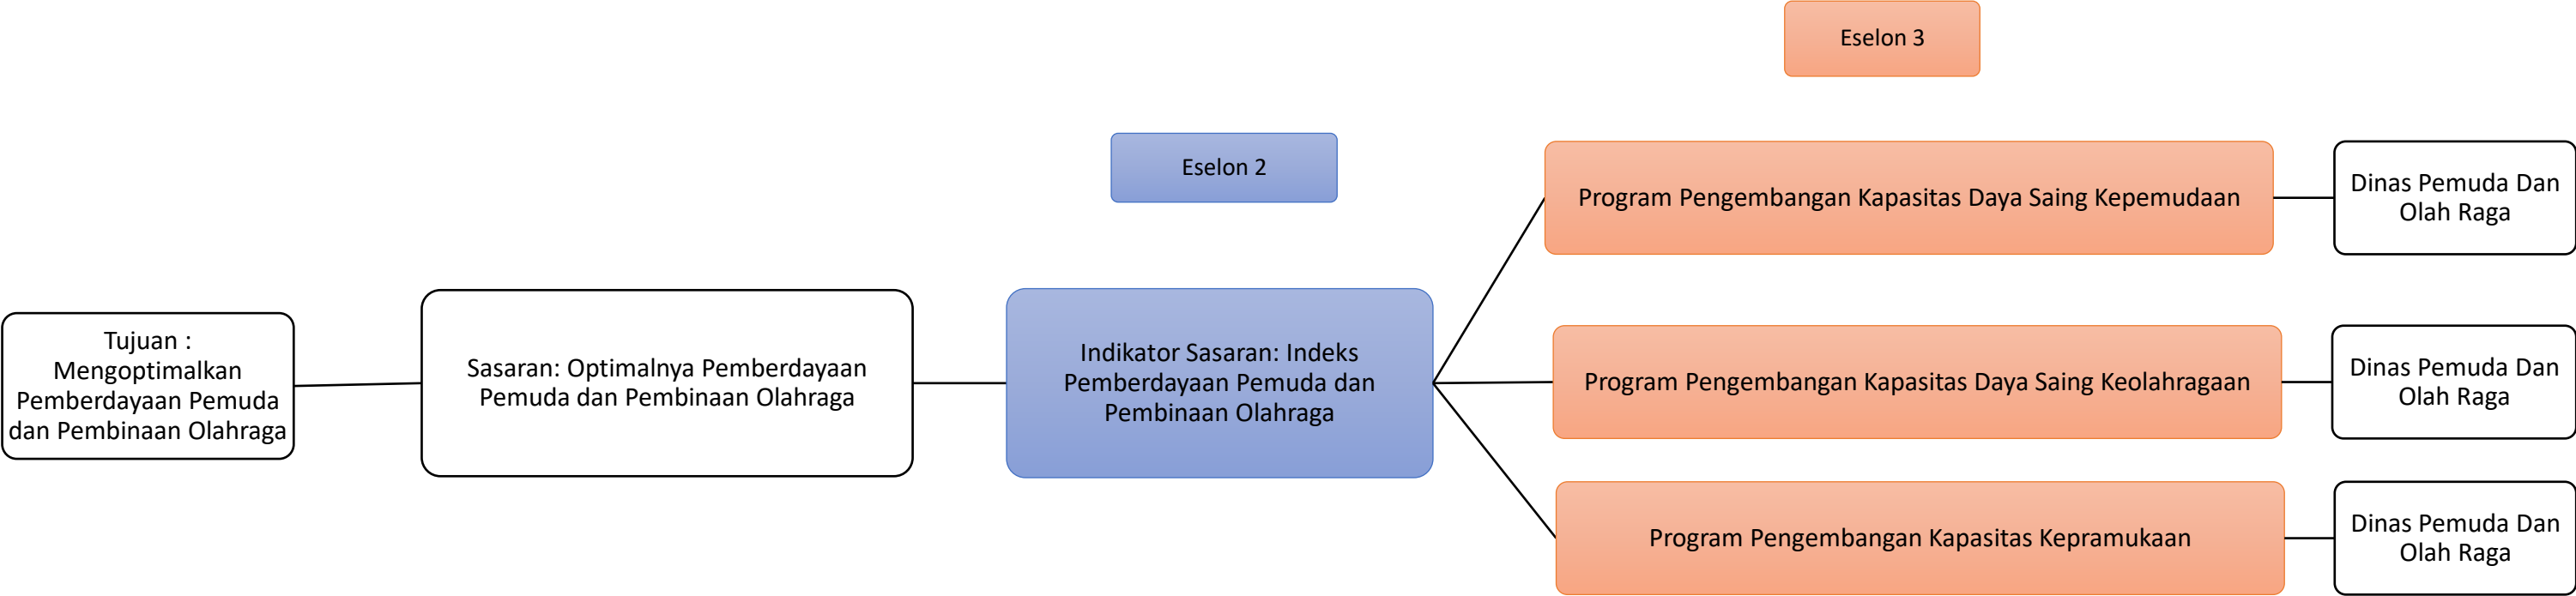 Eselon 3
Eselon 2
Tujuan :
Mengoptimalkan
Pemberdayaan Pemuda
dan Pembinaan Olahraga
Sasaran: Optimalnya Pemberdayaan
Pemuda dan Pembinaan Olahraga
Indikator Sasaran: Indeks
Pemberdayaan Pemuda dan
Pembinaan Olahraga
Program Pengembangan Kapasitas Daya Saing Kepemudaan
Dinas Pemuda Dan
Olah Raga
Program Pengembangan Kapasitas Daya Saing Keolahragaan
Dinas Pemuda Dan
Olah Raga
Program Pengembangan Kapasitas Kepramukaan
Dinas Pemuda Dan
Olah Raga